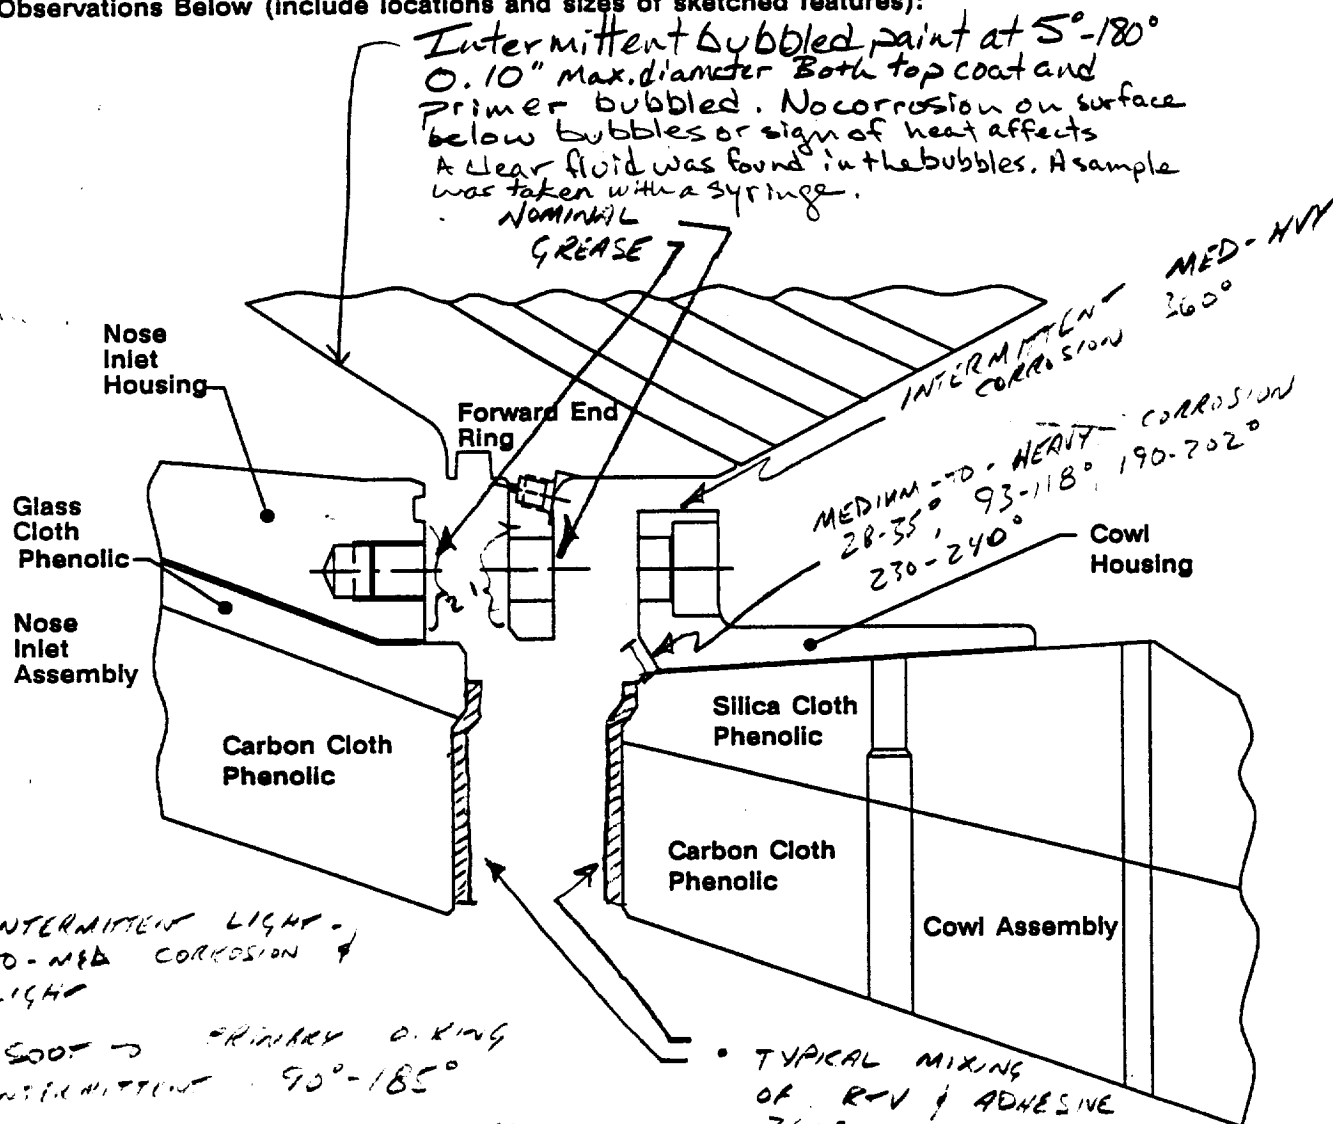 Observations Below (include locations and sizes of sketched features):
Intermittent bubbled paint at 5°-180°
0.10" Max. diameter Both top coat and
primer bubbled. No corrosion on surface
below bubbles or sign of heat affects
A clear fluid was found in the bubbles. A sample
was taken with a syringe.
NOMINAL
GREASE
INTERMITTENT MED-HVY
CORROSION 360°
Nose
Inlet
Housing
Forward End
Ring
MEDIUM-TO-HEAVY CORROSION
28-35°, 93-118°, 190-202°
230-240°
Glass
Cloth
Phenolic
Cowl
Housing
Nose
Inlet
Assembly
Silica Cloth
Phenolic
Carbon Cloth
Phenolic
Carbon Cloth
Phenolic
Cowl Assembly
INTERMITTENT LIGHT-
TO-MED CORROSION &
LIGHT
SOOT → PRIMARY O-RING
INTERMITTENT 90°-185°
• TYPICAL MIXING
OF RTV & ADHESIVE